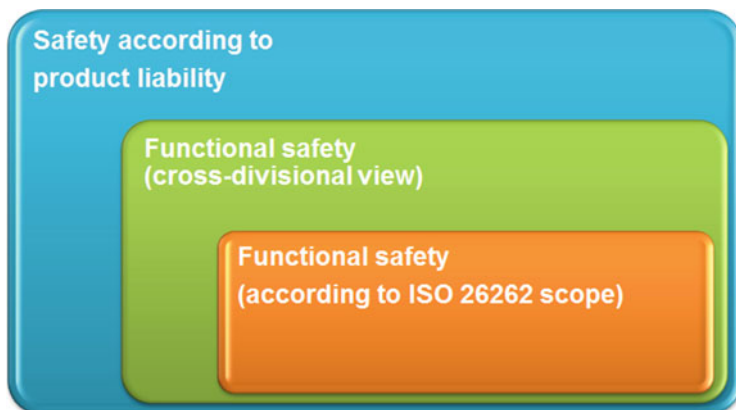 Safety according to
product liability
Functional safety
(cross-divisional view)
Functional safety
(according to ISO 26262 scope)